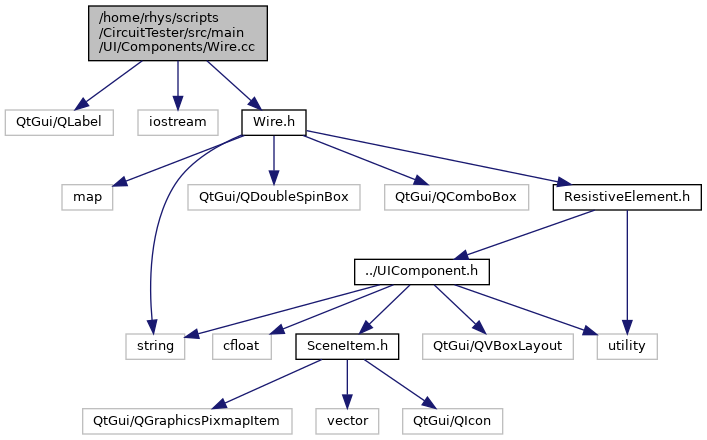 /home/rhys/scripts
/CircuitTester/src/main
/UI/Components/Wire.cc
QtGui/QLabel
iostream
Wire.h
map
QtGui/QDoubleSpinBox
QtGui/QComboBox
ResistiveElement.h
../UIComponent.h
string
cfloat
SceneItem.h
QtGui/QVBoxLayout
utility
QtGui/QGraphicsPixmapItem
vector
QtGui/QIcon